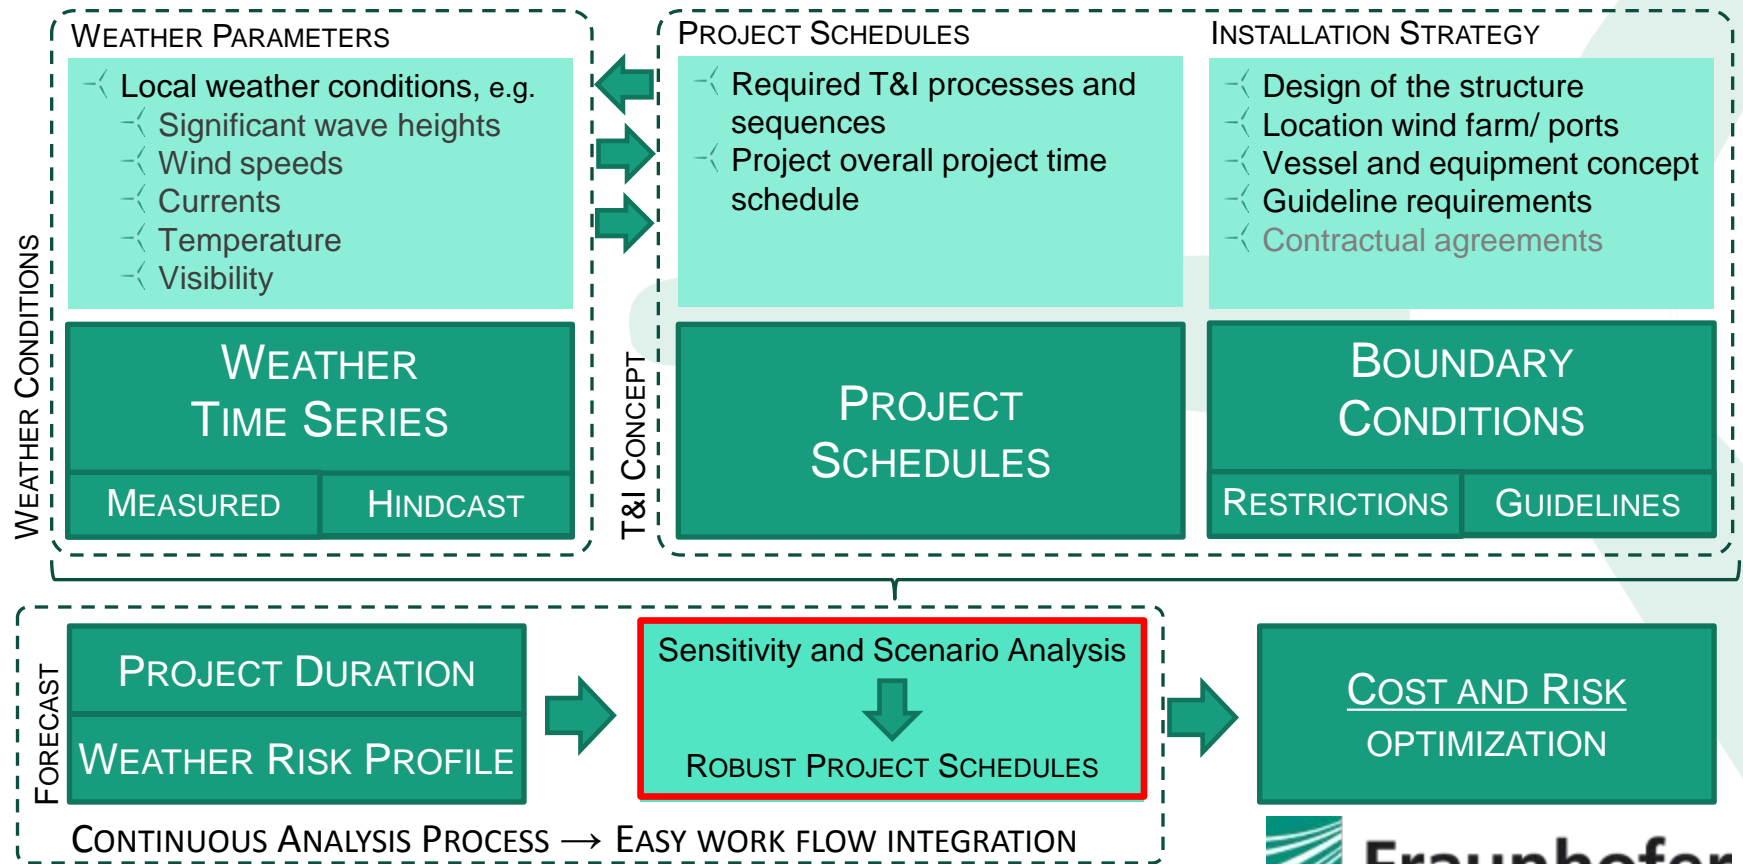 WEATHER PARAMETERS
Local weather conditions, e.g.
Significant wave heights
Wind speeds
Currents
Temperature
Visibility
WEATHER
TIME SERIES
MEASURED
HINDCAST
WEATHER CONDITIONS
PROJECT SCHEDULES
Required T&I processes and
sequences
Project overall project time
schedule
PROJECT
SCHEDULES
T&I CONCEPT
INSTALLATION STRATEGY
Design of the structure
Location wind farm/ ports
Vessel and equipment concept
Guideline requirements
Contractual agreements
BOUNDARY
CONDITIONS
RESTRICTIONS
GUIDELINES
FORECAST
PROJECT DURATION
WEATHER RISK PROFILE
Sensitivity and Scenario Analysis
ROBUST PROJECT SCHEDULES
COST AND RISK
OPTIMIZATION
CONTINUOUS ANALYSIS PROCESS → EASY WORK FLOW INTEGRATION